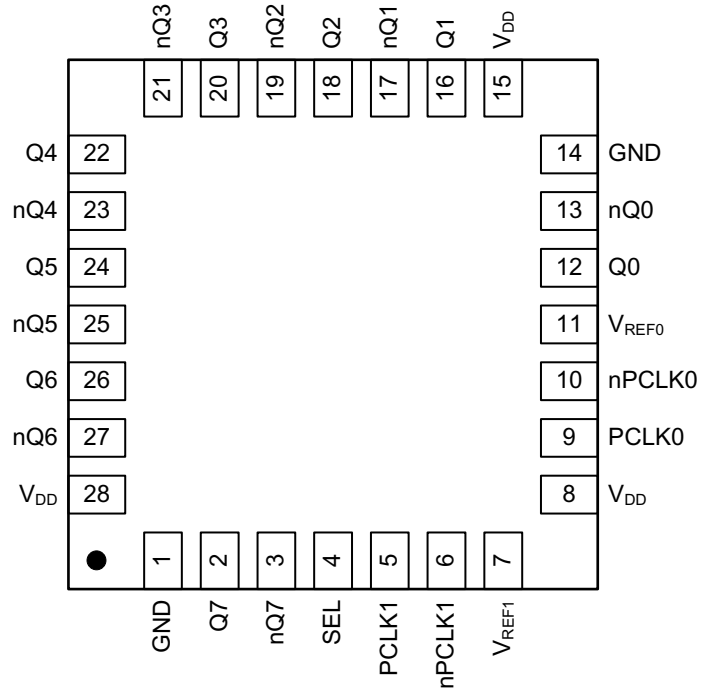 nQ3 Q3 nQ2 Q2 nQ1 Q1 VDD
21 20 19 18 17 16 15
Q4 22 14 GND
nQ4 23 13 nQ0
Q5 24 12 Q0
nQ5 25 11 VREF0
Q6 26 10 nPCLK0
nQ6 27 9 PCLK0
VDD 28 8 VDD
1 2 3 4 5 6 7
GND Q7 nQ7 SEL PCLK1 nPCLK1 VREF1